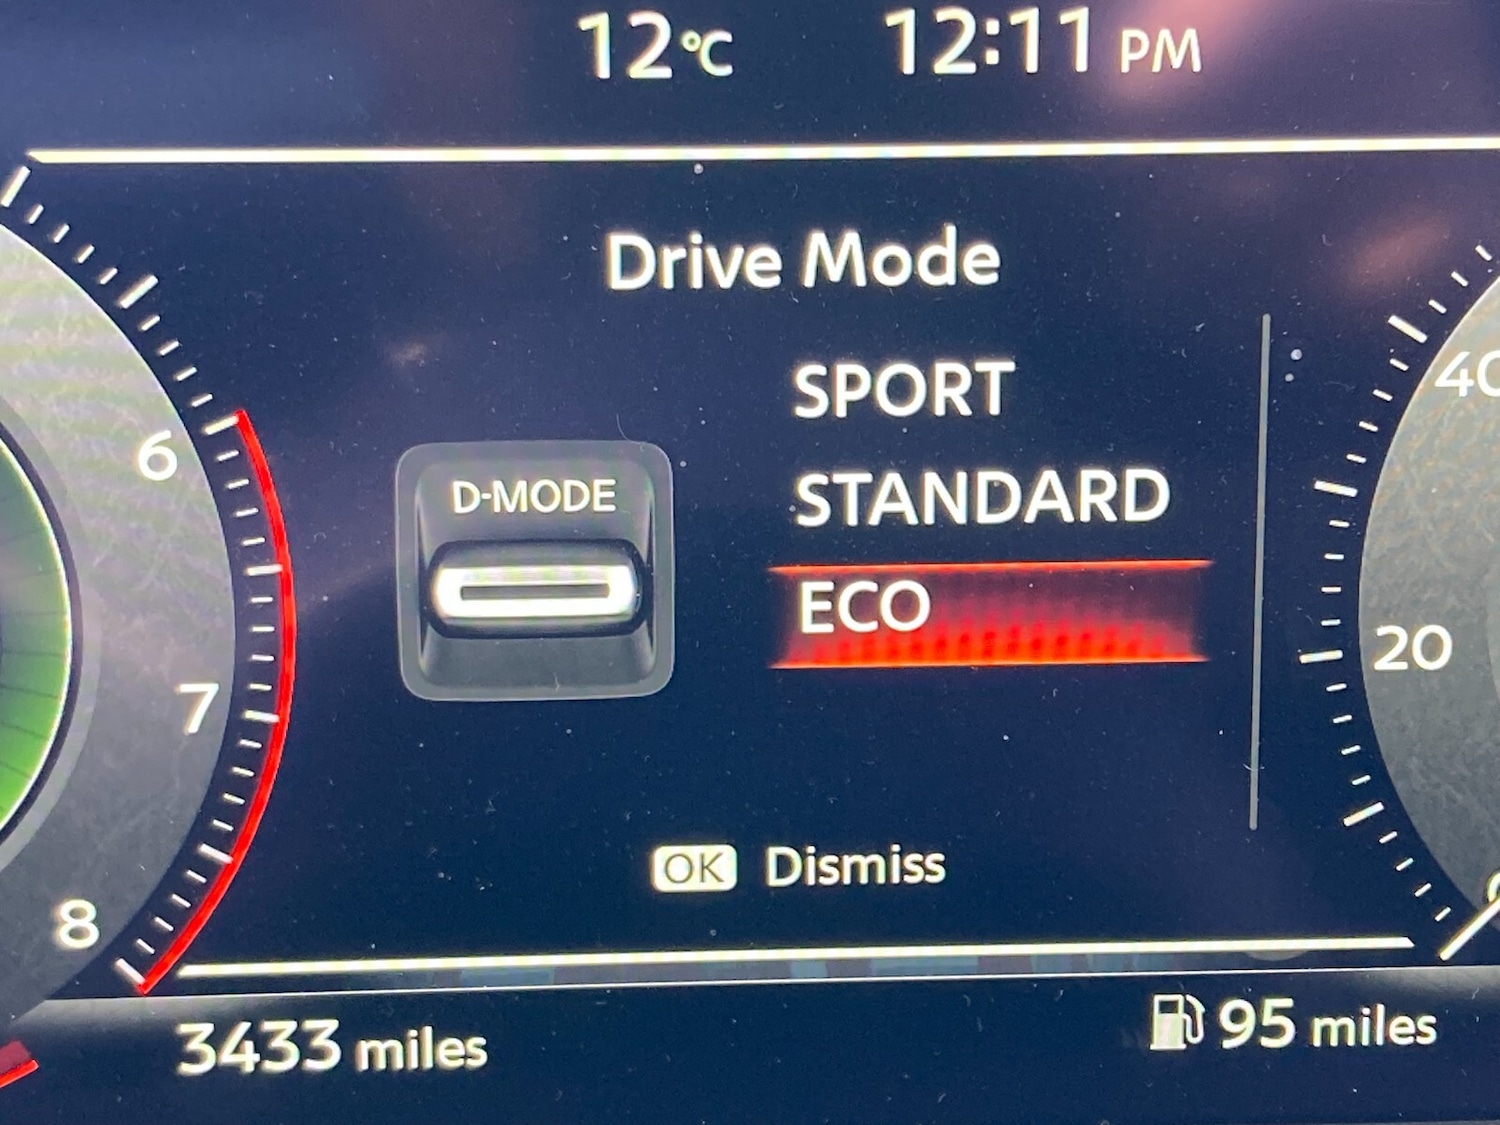 12°C 12:11 PM
Drive Mode
SPORT
STANDARD
ECO
D-MODE
OK Dismiss
6
7
8
40
20
3433 miles
95 miles